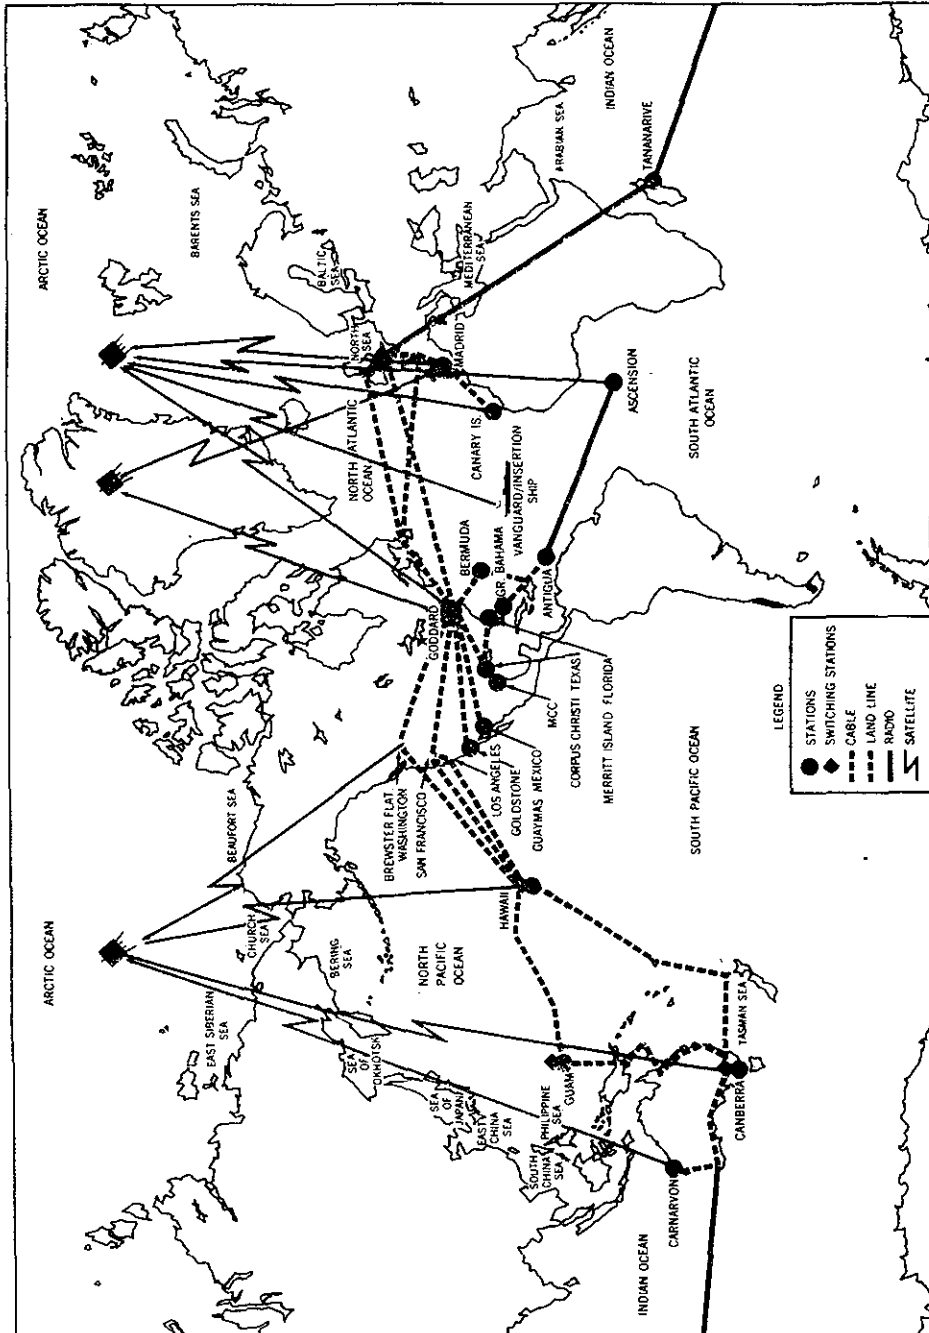 ARCTIC OCEAN
ARCTIC OCEAN
EAST SIBERIAN
SEA
BEAUFORT SEA
BARENTS SEA
CHURCH
SEA
BERING
SEA
SEA
OF
OKHOTSK
SEA
OF
JAPAN
EAST
CHINA
SEA
SOUTH
CHINA
SEA
PHILIPPINE
SEA
NORTH
PACIFIC
OCEAN
BREWSTER FLAT
WASHINGTON
SAN FRANCISCO
LOS ANGELES
GOLDSTONE
GUAYMAS MEXICO
MCC
CORPUS CHRISTI TEXAS
MERRITT ISLAND FLORIDA
GODDARD
BERMUDA
GR. BAHAMA
ANTIGUA
VANGUARD/INSERTION
SHIP
NORTH ATLANTIC
OCEAN
CANARY IS.
NORTH
SEA
BALTIC
SEA
MADRID
MEDITERRANEAN
SEA
ARABIAN SEA
INDIAN OCEAN
TANANARIVE
ASCENSION
SOUTH ATLANTIC
OCEAN
HAWAII
GUAM
CARNARVON
CANBERRA
TASMAN SEA
INDIAN OCEAN
SOUTH PACIFIC OCEAN
LEGEND
STATIONS
SWITCHING STATIONS
CABLE
LAND LINE
RADIO
SATELLITE